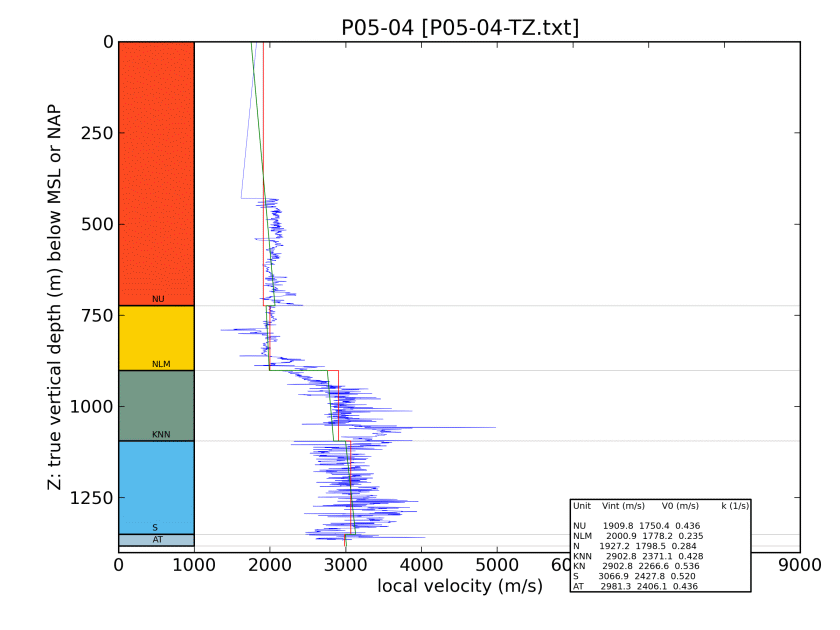 P05-04 [P05-04-TZ.txt]
Z: true vertical depth (m) below MSL or NAP
0
250
500
750
1000
1250
NU
NLM
KNN
S
AT
Unit Vint (m/s) V0 (m/s) k (1/s)
NU 1909.8 1750.4 0.436
NLM 2000.9 1778.2 0.235
N 1927.2 1798.5 0.284
KNN 2902.8 2371.1 0.428
KN 2902.8 2266.6 0.536
S 3066.9 2427.8 0.520
AT 2981.3 2406.1 0.436
0 1000 2000 3000 4000 5000 9000
local velocity (m/s)